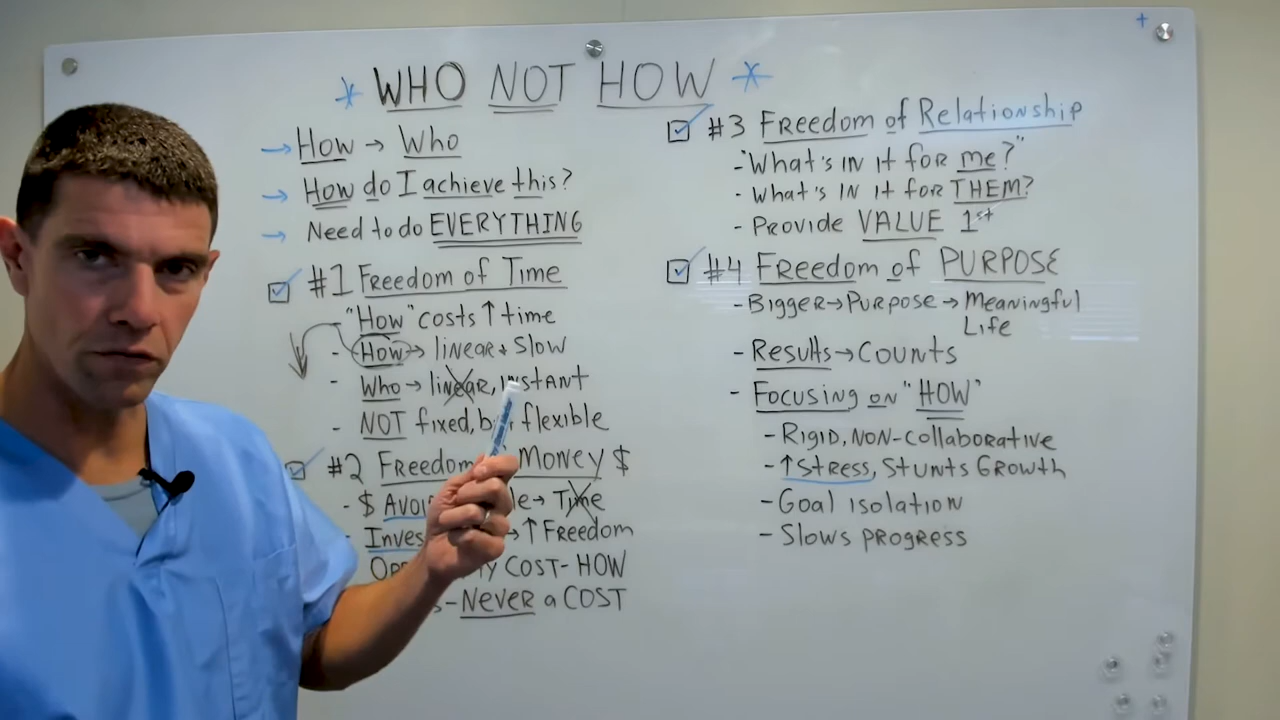 * WHO NOT HOW *
→ How → Who
→ How do I achieve this?
→ Need to do EVERYTHING
☑ #1 Freedom of Time
"How" costs ↑ time
- How → linear + Slow
- Who → linear, instant
- NOT fixed, flexible
☑ #2 Freedom Money $
- $ → Time
- → ↑ Freedom
COST - HOW
- Never a COST
☑ #3 Freedom of Relationship
- "What's in it for me?"
- What's in it for THEM?
- Provide VALUE 1st
☑ #4 Freedom of PURPOSE
- Bigger → Purpose → Meaningful
Life
- Results → Counts
- Focusing on "HOW"
- Rigid, Non-collaborative
- ↑ Stress, Stunts Growth
- Goal isolation
- Slows progress